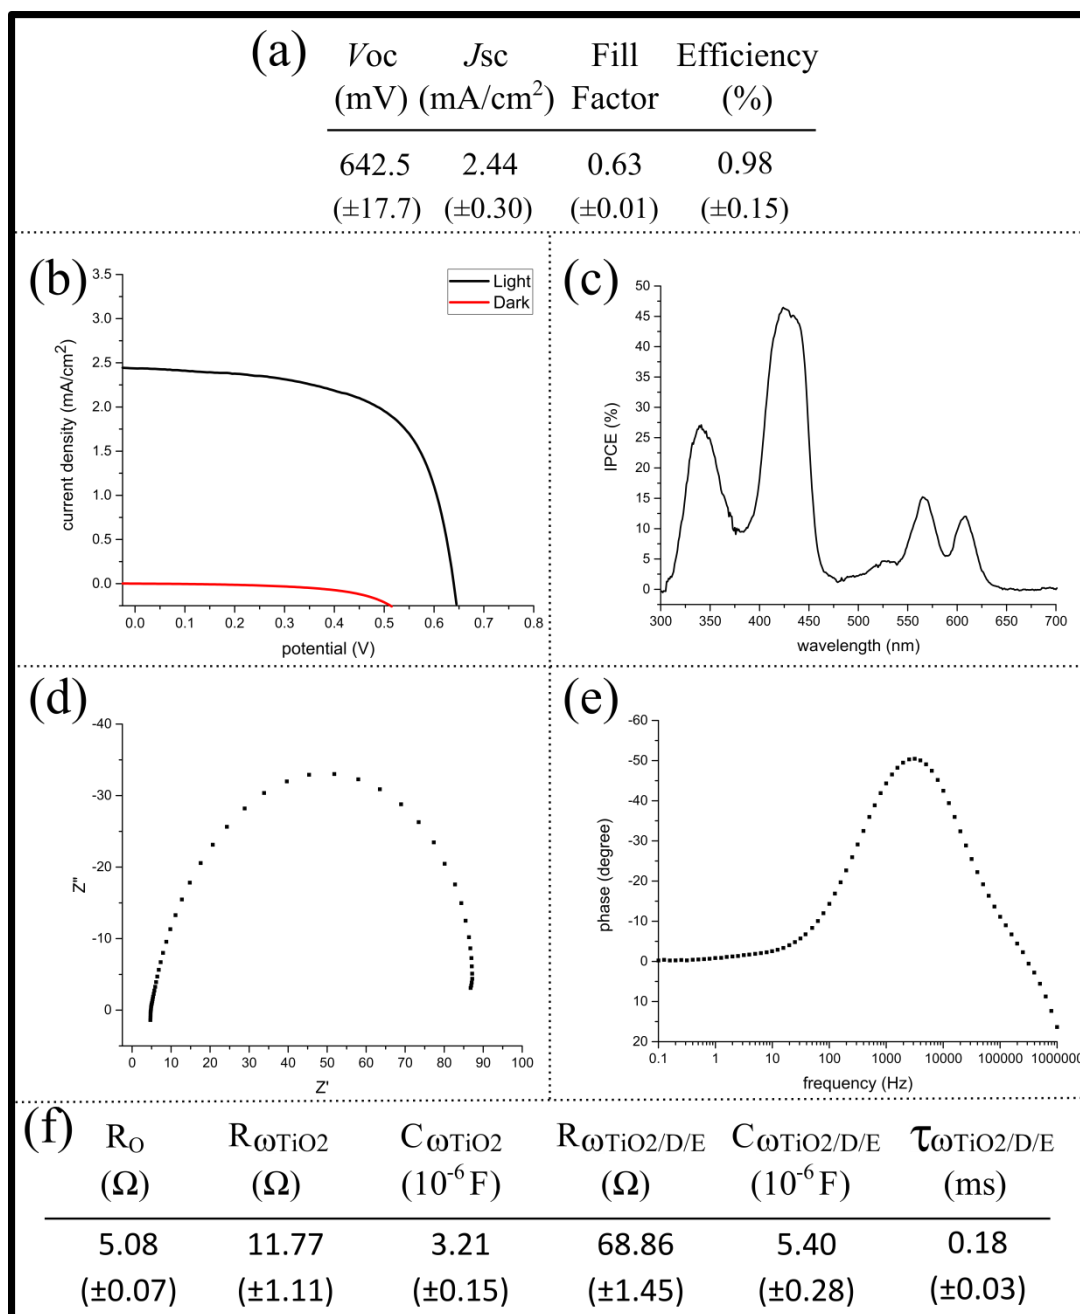 (a) Voc Jsc Fill Efficiency
(mV) (mA/cm²) Factor (%)
642.5 2.44 0.63 0.98
(±17.7) (±0.30) (±0.01) (±0.15)
(b)
Light
Dark
3.5
3.0
2.5
2.0
1.5
1.0
0.5
0.0
current density (mA/cm²)
0.0 0.1 0.2 0.3 0.4 0.5 0.6 0.7 0.8
potential (V)
(c)
50
45
40
35
30
25
20
15
10
5
0
IPCE (%)
300 350 400 450 500 550 600 650 700
wavelength (nm)
(d)
-40
-30
-20
-10
0
Z"
0 10 20 30 40 50 60 70 80 90 100
Z'
(e)
-60
-50
-40
-30
-20
-10
0
10
20
phase (degree)
0.1 1 10 100 1000 10000 100000 1000000
frequency (Hz)
(f) R_O R_ωTiO2 C_ωTiO2 R_ωTiO2/D/E C_ωTiO2/D/E τ_ωTiO2/D/E
(Ω) (Ω) (10⁻⁶ F) (Ω) (10⁻⁶ F) (ms)
5.08 11.77 3.21 68.86 5.40 0.18
(±0.07) (±1.11) (±0.15) (±1.45) (±0.28) (±0.03)